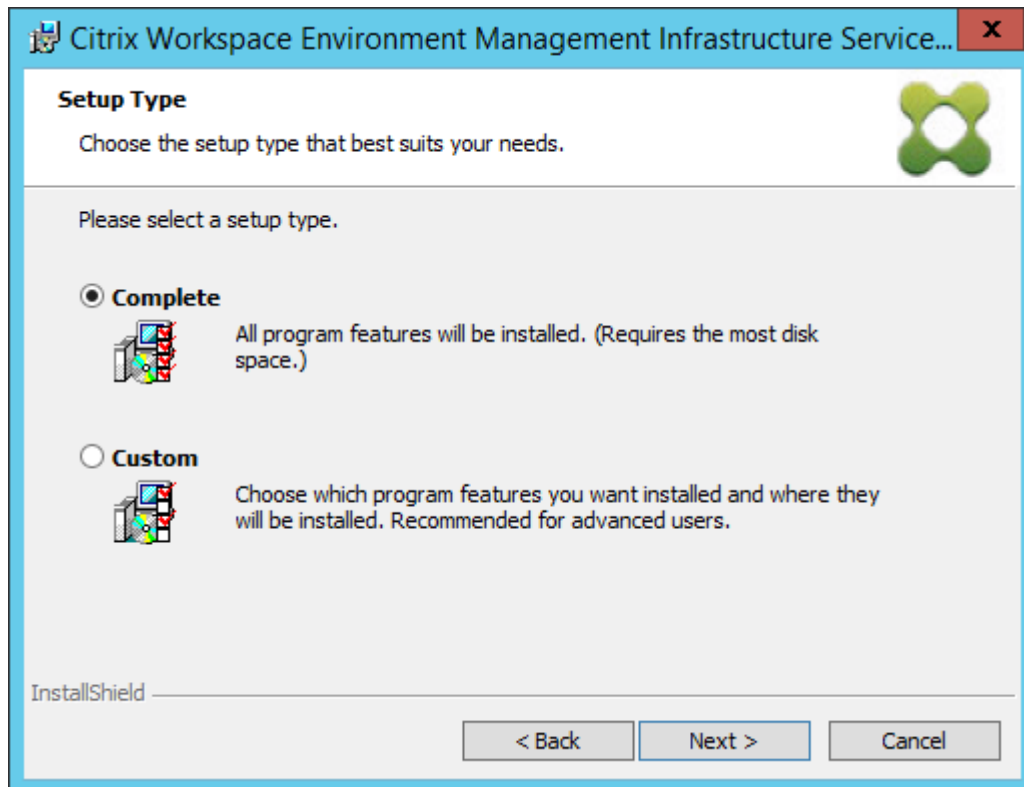 Citrix Workspace Environment Management Infrastructure Service...
x
Setup Type
Choose the setup type that best suits your needs.
Please select a setup type.
Complete
All program features will be installed. (Requires the most disk
space.)
Custom
Choose which program features you want installed and where they
will be installed. Recommended for advanced users.
InstallShield
< Back
Next >
Cancel